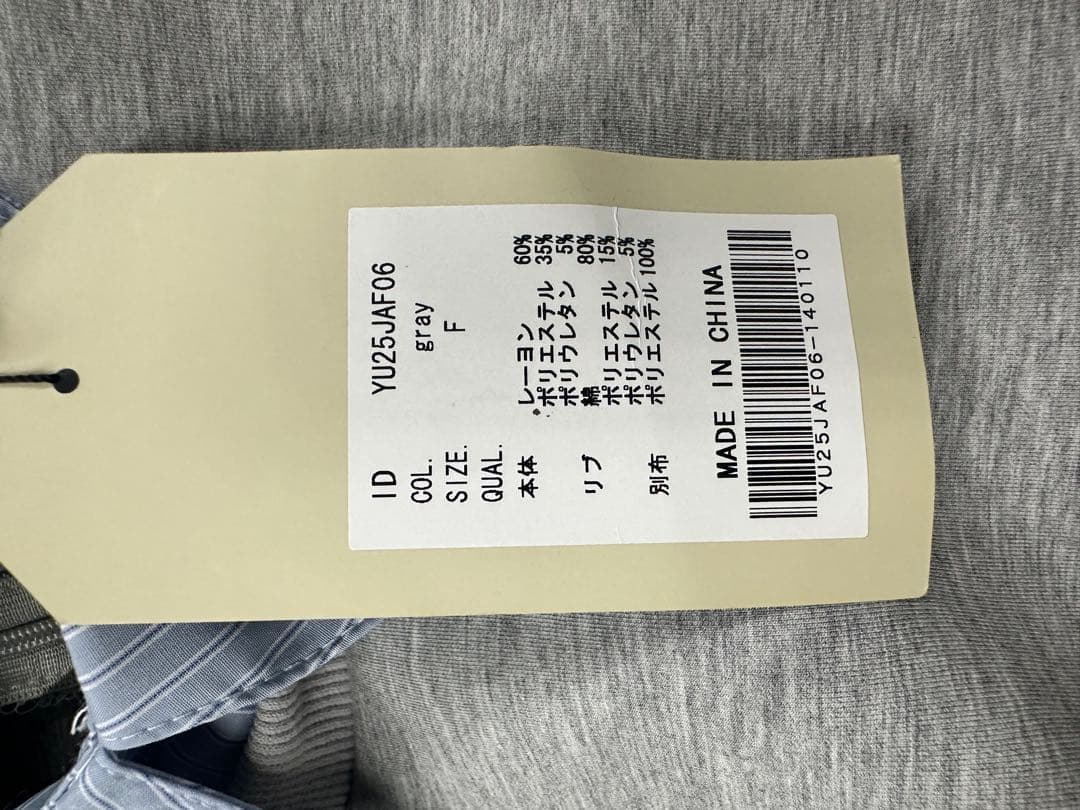 ID YU25JAF06
COL. gray
SIZE. F
QUAL.
本体 レーヨン 60%
ポリエステル 35%
ポリウレタン 5%
リブ 綿 80%
ポリエステル 15%
ポリウレタン 5%
別布 ポリエステル 100%
MADE IN CHINA
YU25JAF06-140110